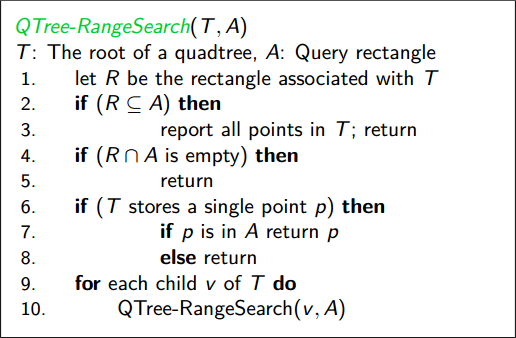 QTree-RangeSearch(T, A)
T: The root of a quadtree, A: Query rectangle
1. let R be the rectangle associated with T
2. if (R ⊆ A) then
3. report all points in T; return
4. if (R ∩ A is empty) then
5. return
6. if (T stores a single point p) then
7. if p is in A return p
8. else return
9. for each child v of T do
10. QTree-RangeSearch(v, A)